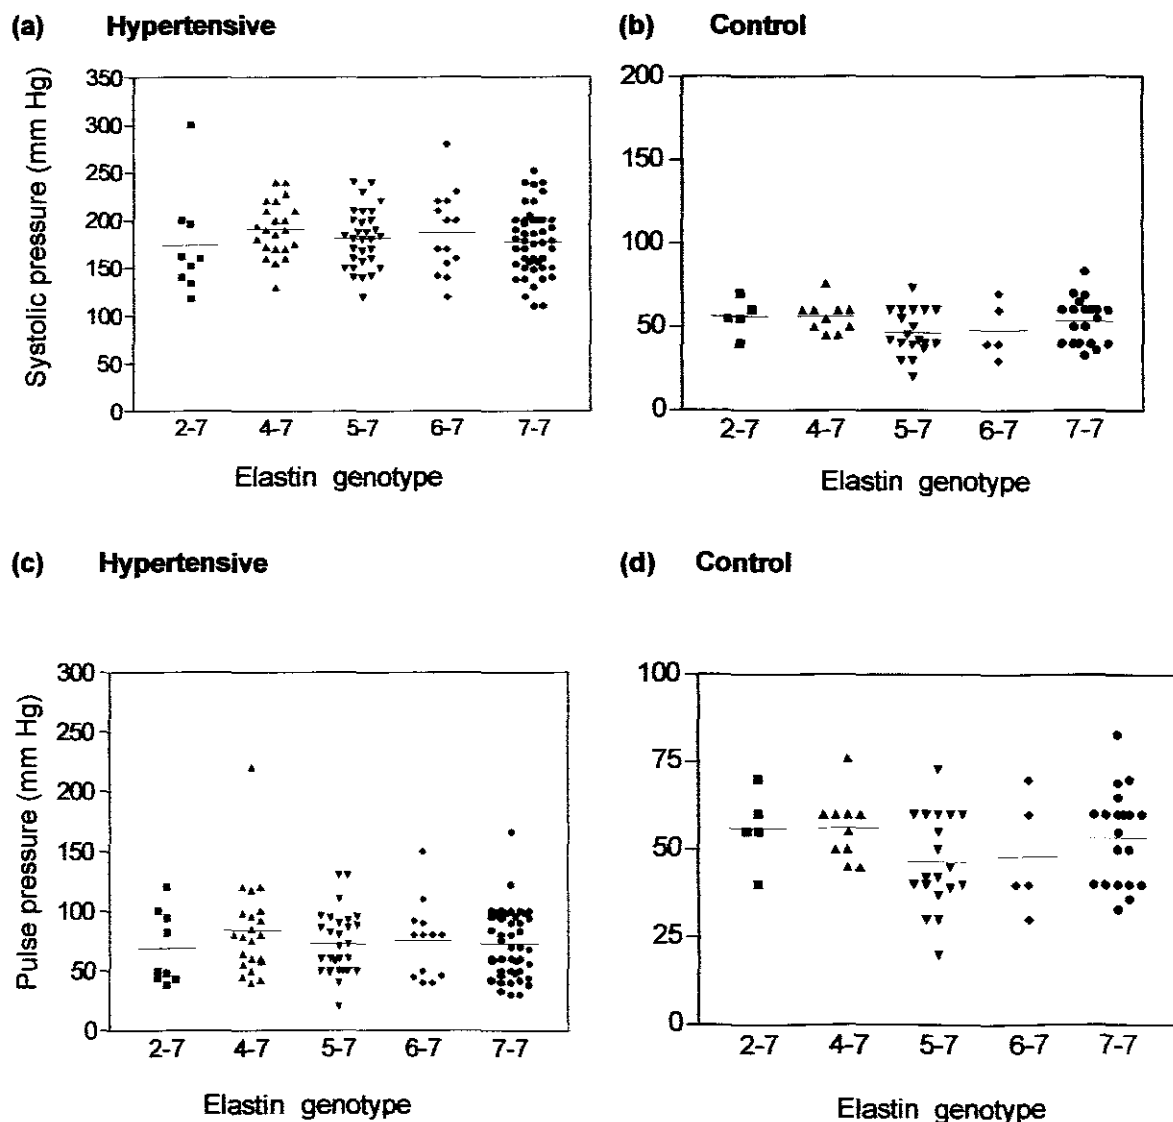 (a) Hypertensive
(b) Control
Systolic pressure (mm Hg)
350
300
250
200
150
100
50
0
2-7 4-7 5-7 6-7 7-7
Elastin genotype
200
150
100
50
0
2-7 4-7 5-7 6-7 7-7
Elastin genotype
(c) Hypertensive
(d) Control
Pulse pressure (mm Hg)
300
250
200
150
100
50
0
2-7 4-7 5-7 6-7 7-7
Elastin genotype
100
75
50
25
0
2-7 4-7 5-7 6-7 7-7
Elastin genotype